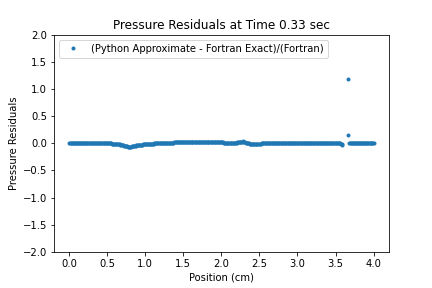 Pressure Residuals at Time 0.33 sec
(Python Approximate - Fortran Exact)/(Fortran)
2.0
1.5
1.0
0.5
0.0
−0.5
−1.0
−1.5
−2.0
Pressure Residuals
0.0 0.5 1.0 1.5 2.0 2.5 3.0 3.5 4.0
Position (cm)